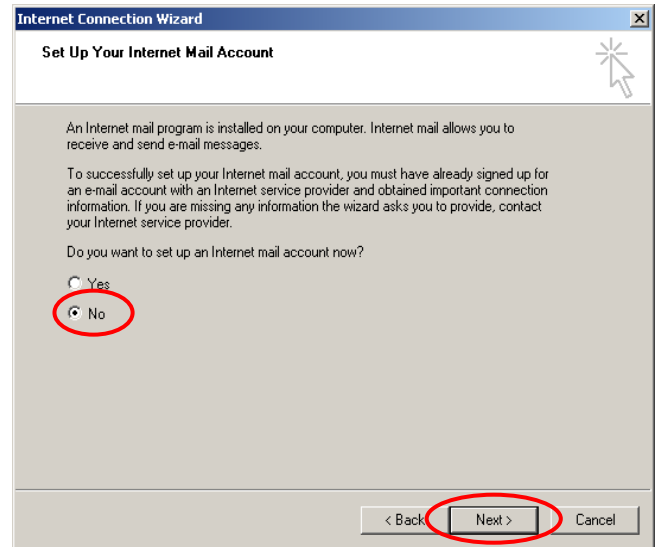 Internet Connection Wizard
Set Up Your Internet Mail Account
An Internet mail program is installed on your computer. Internet mail allows you to
receive and send e-mail messages.
To successfully set up your Internet mail account, you must have already signed up for
an e-mail account with an Internet service provider and obtained important connection
information. If you are missing any information the wizard asks you to provide, contact
your Internet service provider.
Do you want to set up an Internet mail account now?
Yes
No
< Back Next > Cancel